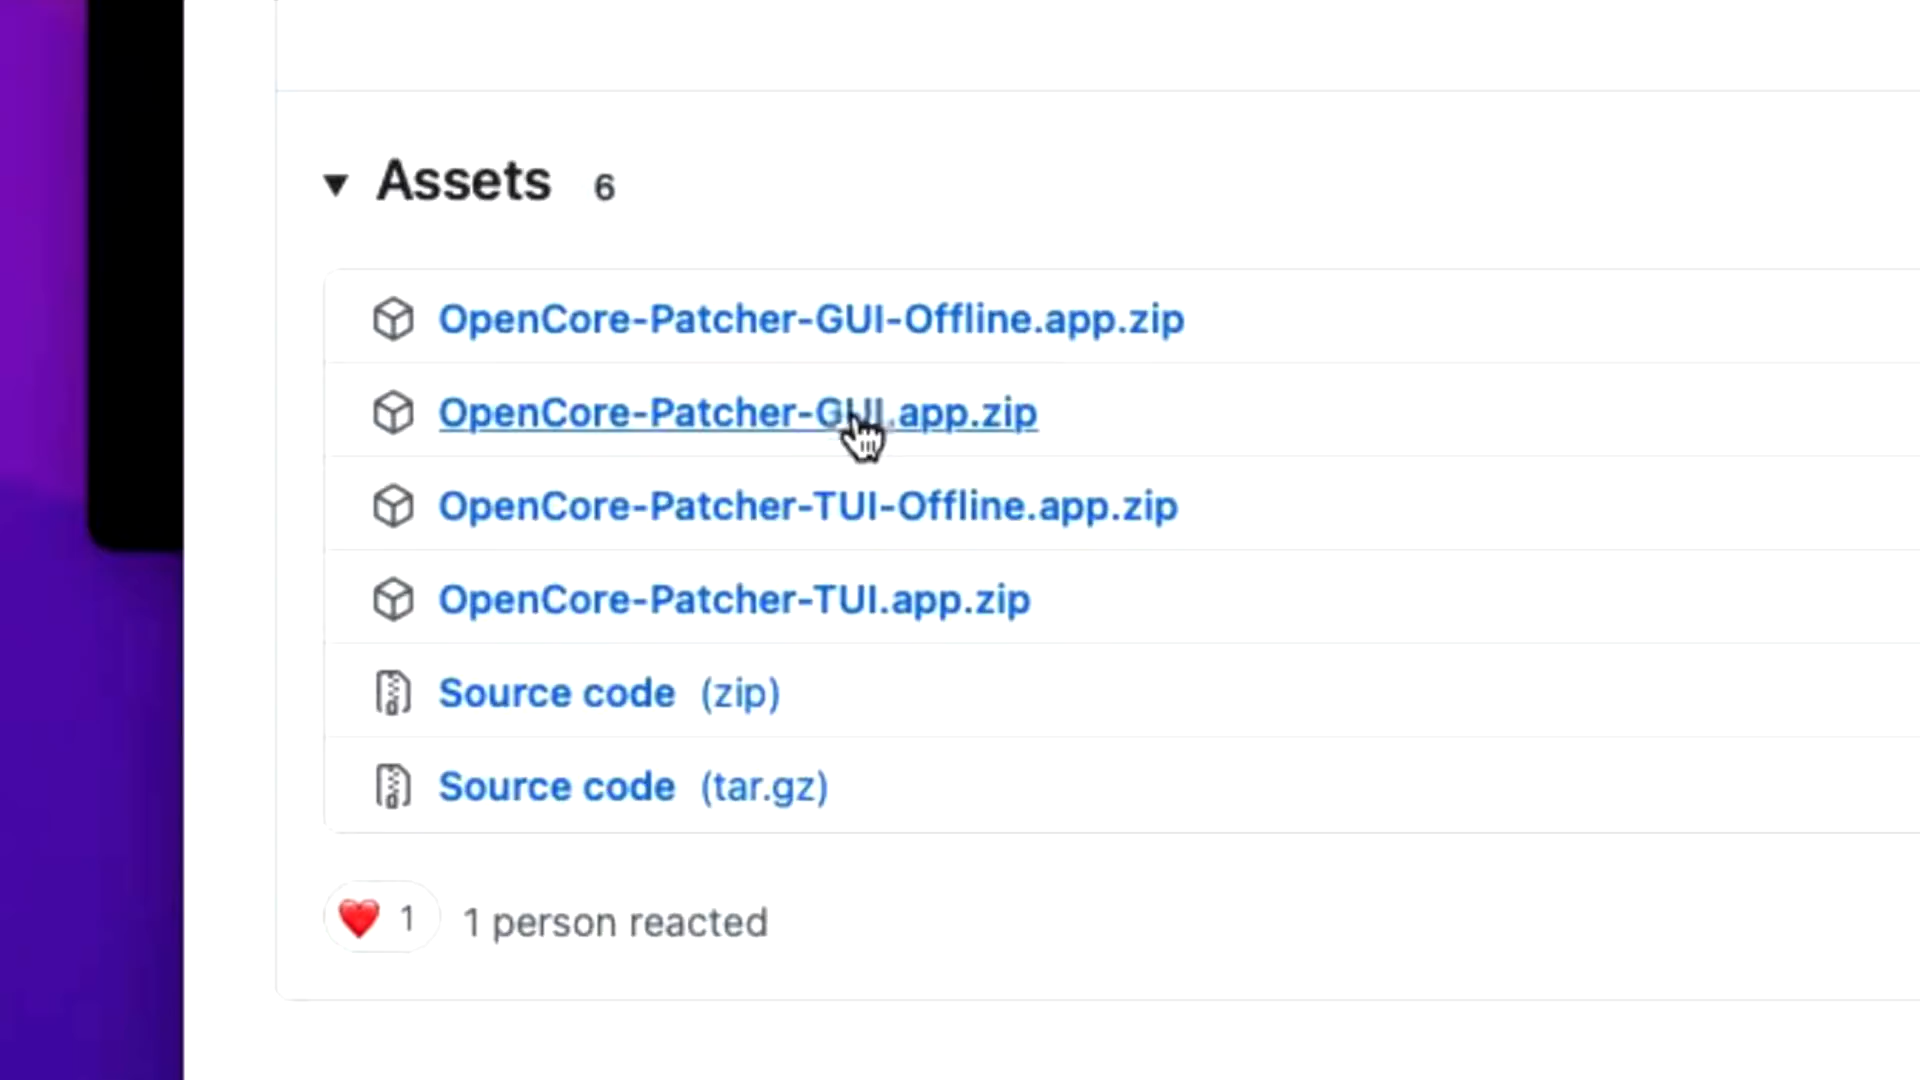 Assets 6
OpenCore-Patcher-GUI-Offline.app.zip
OpenCore-Patcher-GUI.app.zip
OpenCore-Patcher-TUI-Offline.app.zip
OpenCore-Patcher-TUI.app.zip
Source code (zip)
Source code (tar.gz)
❤️ 1 1 person reacted